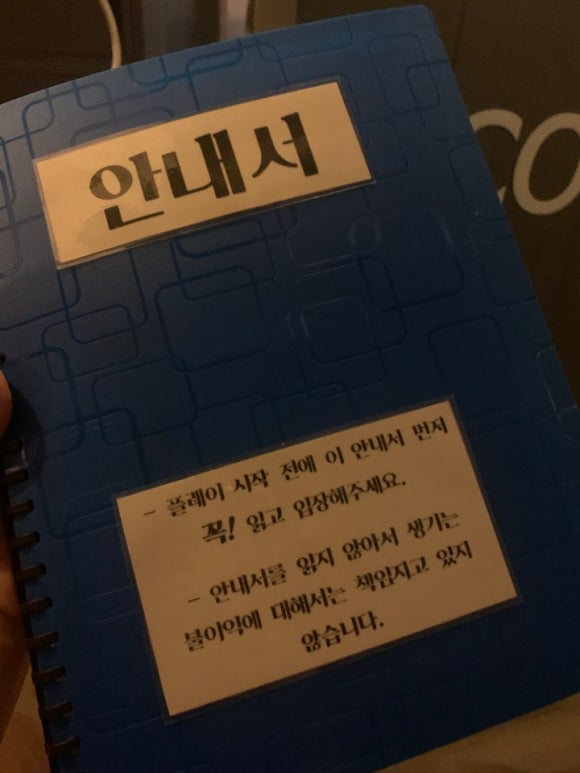 안내서
co
- 플레이 시작 전에 이 안내서 먼저
꼭! 읽고 입장해주세요.
- 안내서를 읽지 않아서 생기는
불이익에 대해서는 책임지고 있지
않습니다.